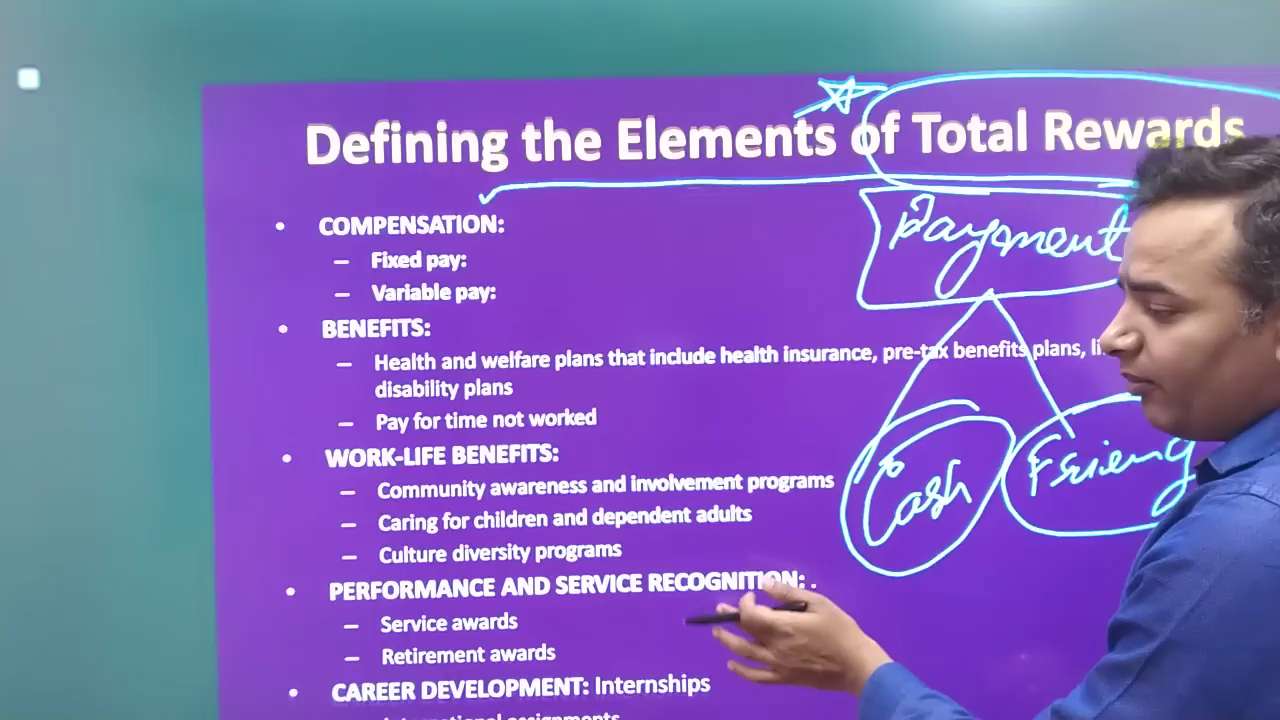 Defining the Elements of Total Rewards
Payment
• COMPENSATION:
– Fixed pay:
– Variable pay:
• BENEFITS:
– Health and welfare plans that include health insurance, pre-tax benefits plans,
disability plans
– Pay for time not worked
• WORK-LIFE BENEFITS:
– Community awareness and involvement programs
Cash
– Caring for children and dependent adults
– Culture diversity programs
• PERFORMANCE AND SERVICE RECOGNITION: .
– Service awards
– Retirement awards
• CAREER DEVELOPMENT: Internships
International assignments